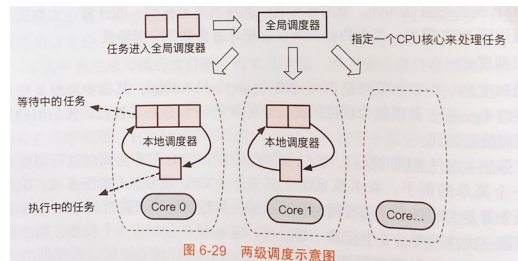 任务进入全局调度器
全局调度器
指定一个CPU核心来处理任务
等待中的任务
本地调度器
本地调度器
执行中的任务
Core 0
Core 1
Core...
图 6-29 两级调度示意图